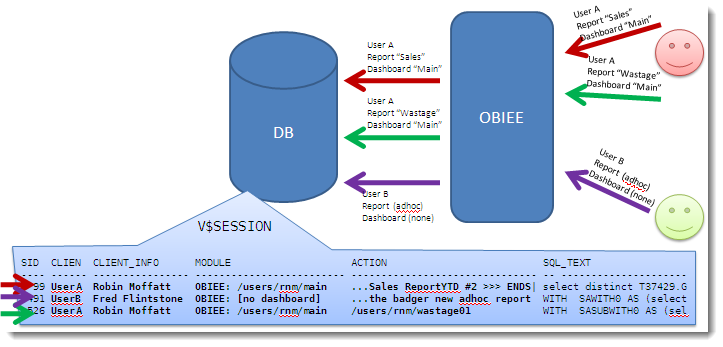 User A
Report “Sales”
Dashboard “Main”
User A
Report “Wastage”
Dashboard “Main”
User B
Report (adhoc)
Dashboard (none)
User A
Report “Sales”
Dashboard “Main”
User A
Report “Wastage”
Dashboard “Main”
User B
Report (adhoc)
Dashboard (none)
DB
OBIEE
V$SESSION
SID CLIEN CLIENT_INFO MODULE ACTION SQL_TEXT
--- ----- ------------------ ------------------------ ---------------------------- ---------------------
99 UserA Robin Moffatt OBIEE: /users/rnm/main ...Sales ReportYTD #2 >>> ENDS| select distinct T37429.G
491 UserB Fred Flintstone OBIEE: [no dashboard] ...the badger new adhoc report WITH SAWITH0 AS (select
526 UserA Robin Moffatt OBIEE: /users/rnm/main /users/rnm/wastage01 WITH SASUBWITH0 AS (sel